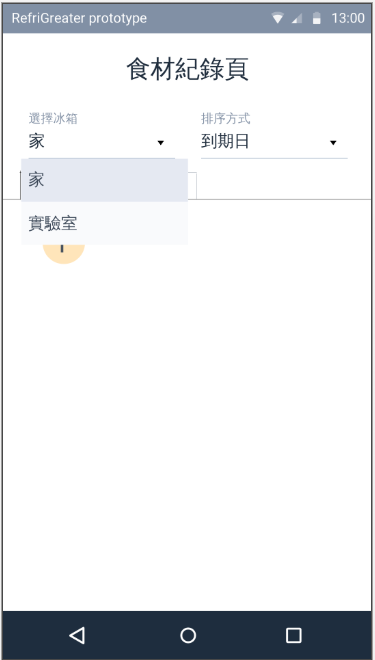 RefriGreater prototype
13:00
食材紀錄頁
選擇冰箱
排序方式
家
到期日
家
實驗室